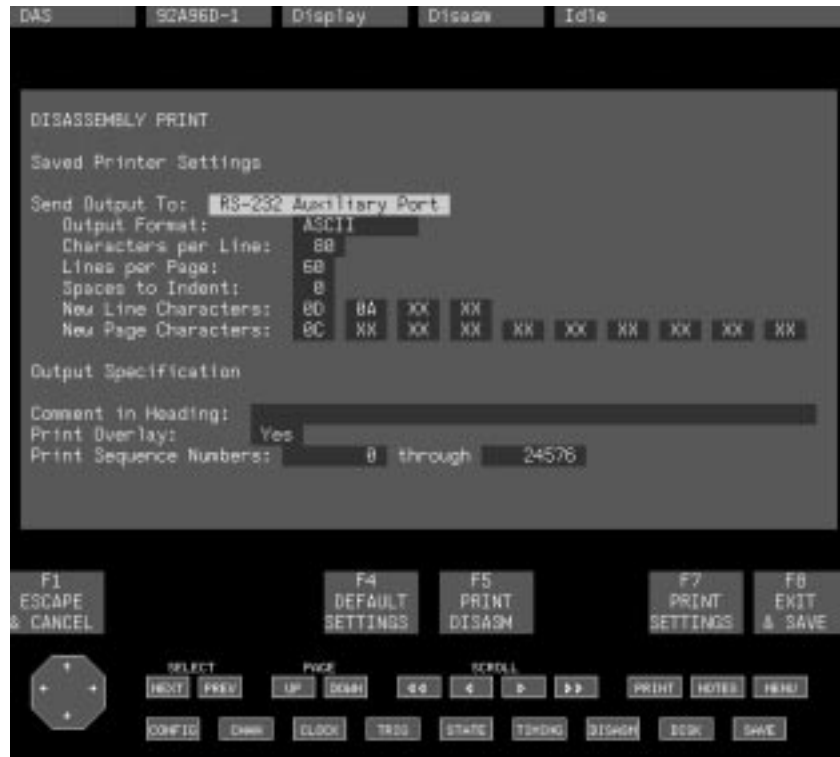 DAS 92A96D-1 Display Disasm Idle
DISASSEMBLY PRINT
Saved Printer Settings
Send Output To: RS-232 Auxiliary Port
Output Format: ASCII
Characters per Line: 80
Lines per Page: 60
Spaces to Indent: 0
New Line Characters: 0D 0A XX XX
New Page Characters: 0C XX XX XX XX XX XX XX XX XX
Output Specification
Comment in Heading:
Print Overlay: Yes
Print Sequence Numbers: 0 through 24576
F1 F4 F5 F7 F8
ESCAPE DEFAULT PRINT PRINT EXIT
& CANCEL SETTINGS DISASM SETTINGS & SAVE
SELECT PAGE SCROLL
NEXT PREV UP DOWN PRINT NOTES MENU
CONFIG CHAN CLOCK TRIG STATE TIMING DISASM DISK SAVE